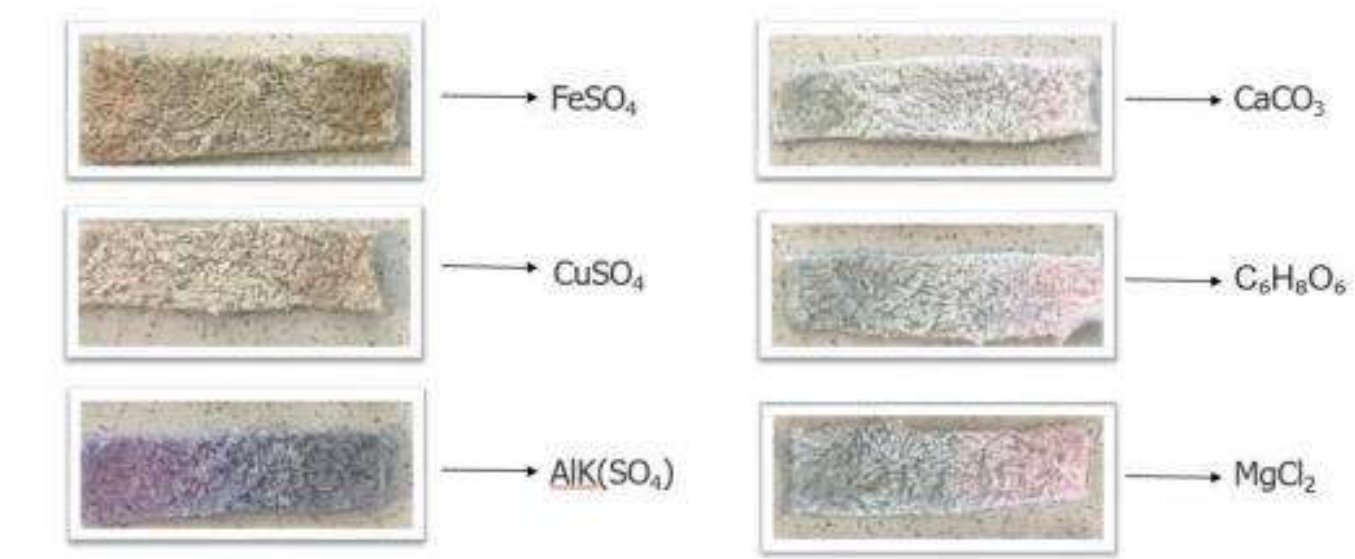 FeSO₄
CuSO₄
AlK(SO₄)
CaCO₃
C₆H₈O₆
MgCl₂